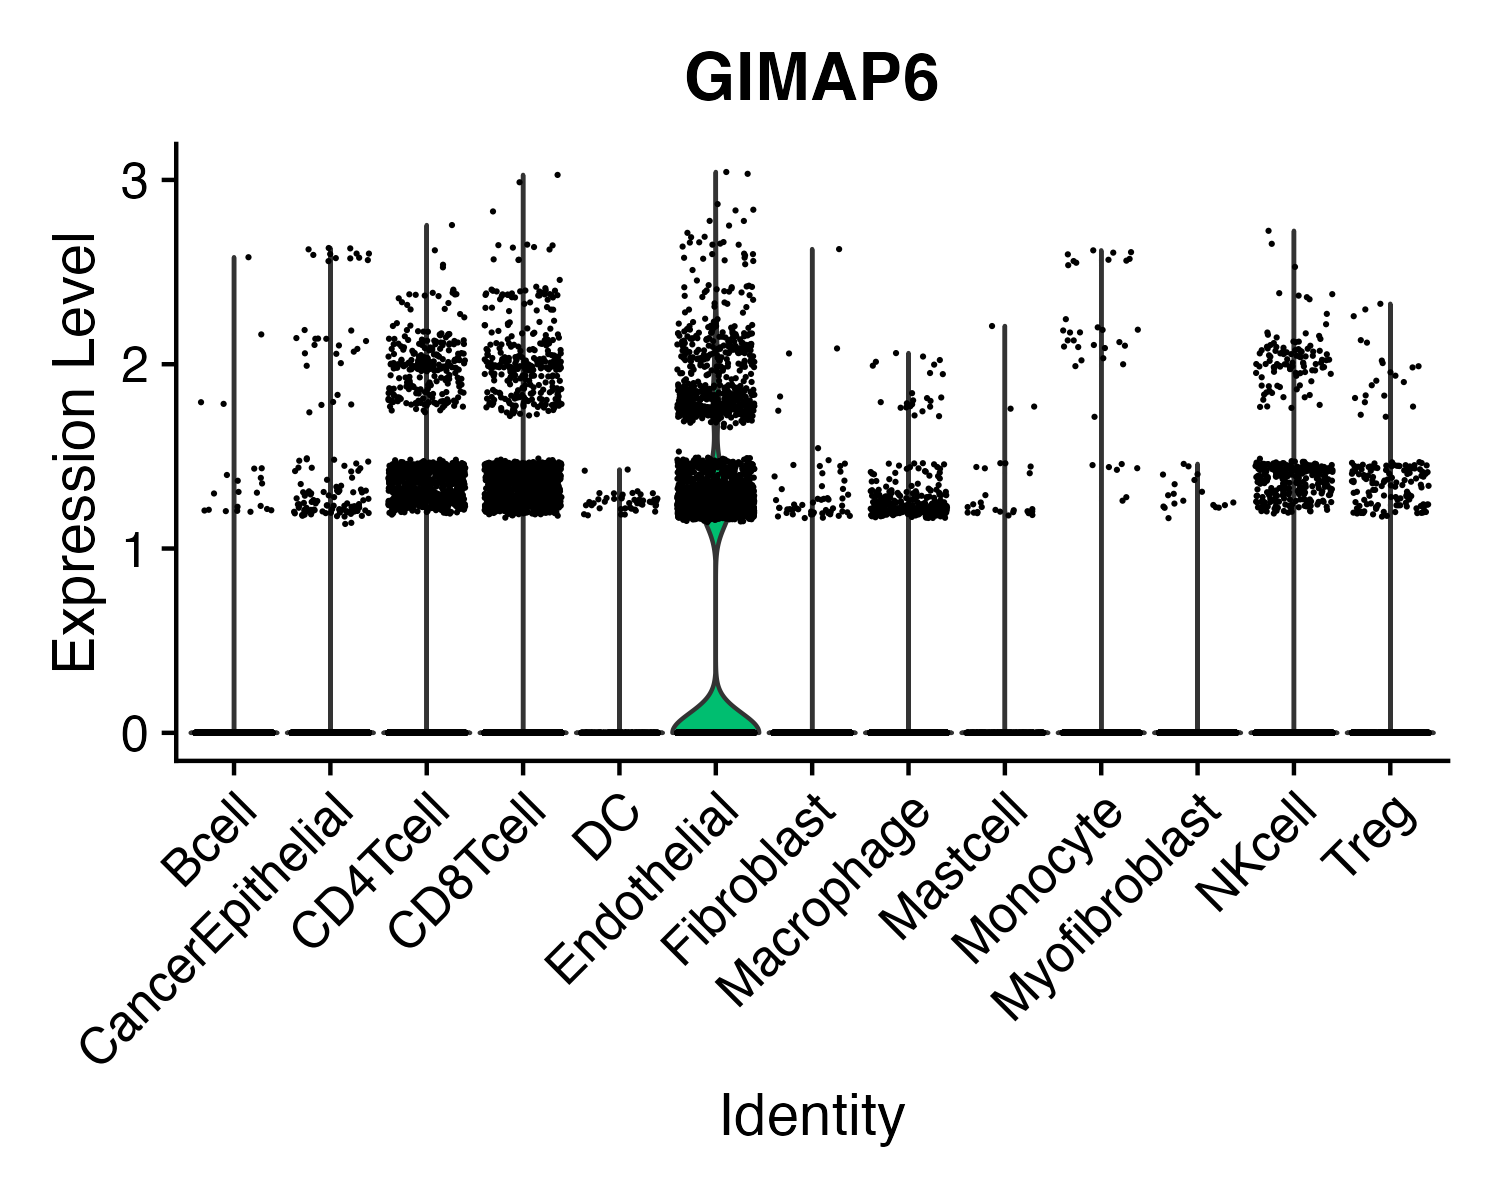 GIMAP6
Expression Level
3
2
1
0
Bcell
CancerEpithelial
CD4Tcell
CD8Tcell
DC
Endothelial
Fibroblast
Macrophage
Mastcell
Monocyte
Myofibroblast
NKcell
Treg
Identity